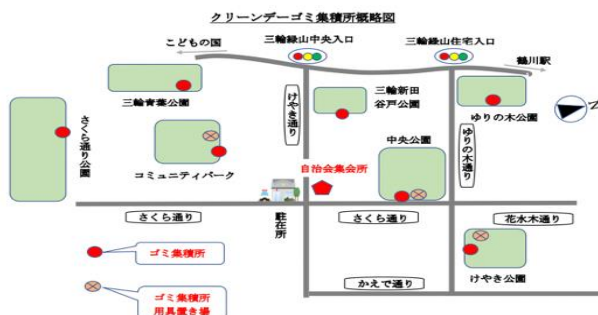 クリーンデーゴミ集積所概略図
こどもの国
三輪緑山中央入口
三輪緑山住宅入口
鶴川駅
三輪青葉公園
けやき通り
三輪新田
谷戸公園
ゆりの木公園
さくら通り公園
コミュニティパーク
自治会集会所
中央公園
ゆりの木通り
さくら通り
駐在所
さくら通り
花水木通り
ゴミ集積所
けやき公園
かえで通り
ゴミ集積所
用具置き場